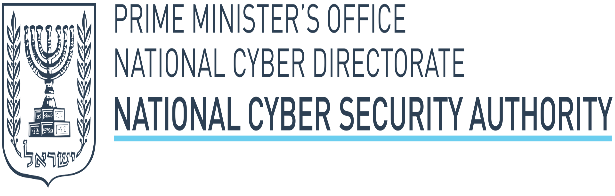 PRIME MINISTER'S OFFICE
NATIONAL CYBER DIRECTORATE
NATIONAL CYBER SECURITY AUTHORITY
ישראל